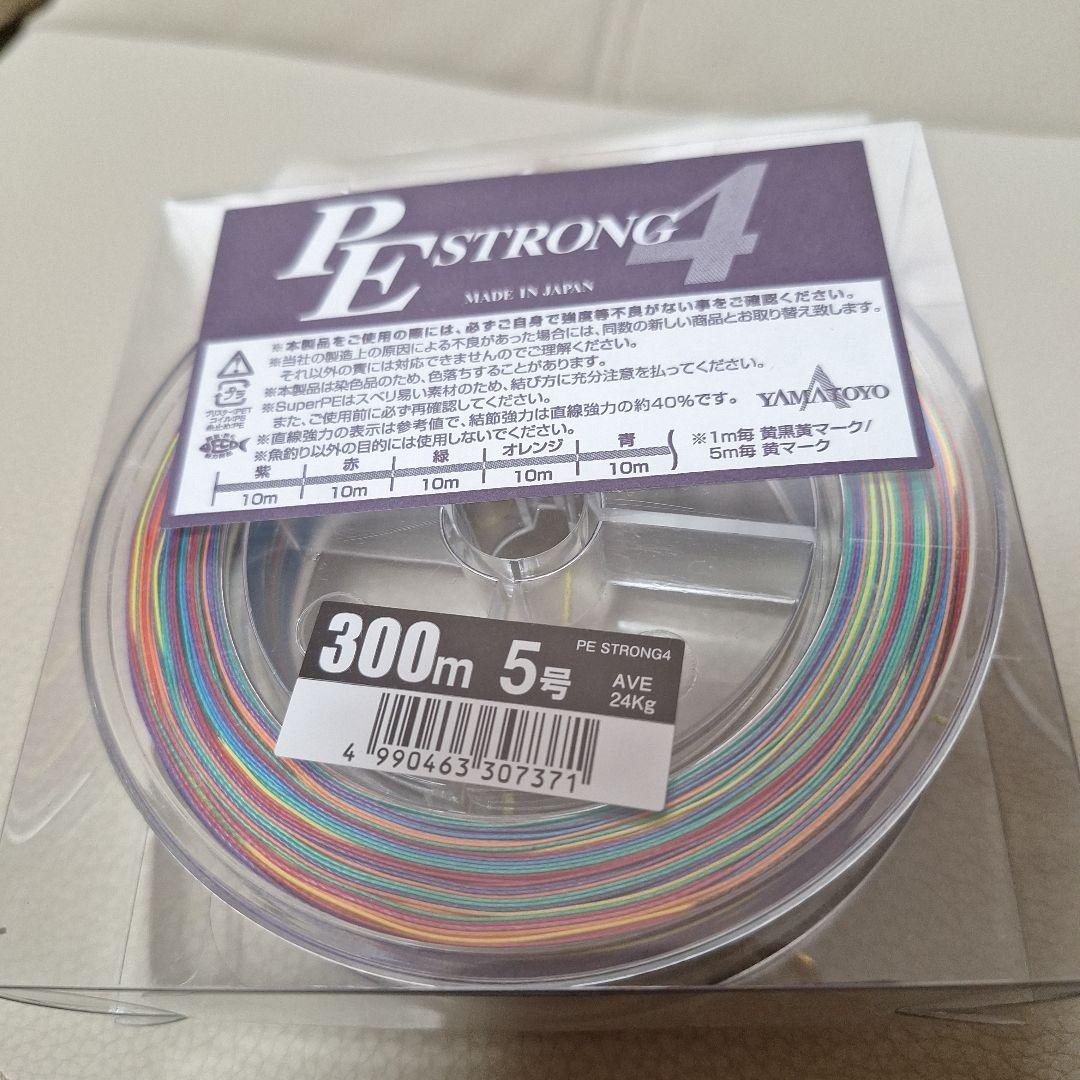 PE STRONG 4
MADE IN JAPAN
※本製品をご使用の際には、必ずご自身で強度等不良がない事をご確認ください。
※当社の製造上の原因による不良があった場合には、同数の新しい商品とお取り替え致します。
それ以外の責には対応できませんのでご理解ください。
※本製品は染色品のため、色落ちすることがあります。
※SuperPEはスベリ易い素材のため、結び方に充分注意を払ってください。
また、ご使用前に必ず再確認してください。
※直線強力の表示は参考値で、結節強力は直線強力の約40%です。
※魚釣り以外の目的には使用しないでください。
YAMATOYO
紫 赤 緑 オレンジ 青
10m 10m 10m 10m 10m
※1m毎 黄黒黄マーク/
5m毎 黄マーク
300m 5号
PE STRONG4
AVE
24Kg
4 990463 307371